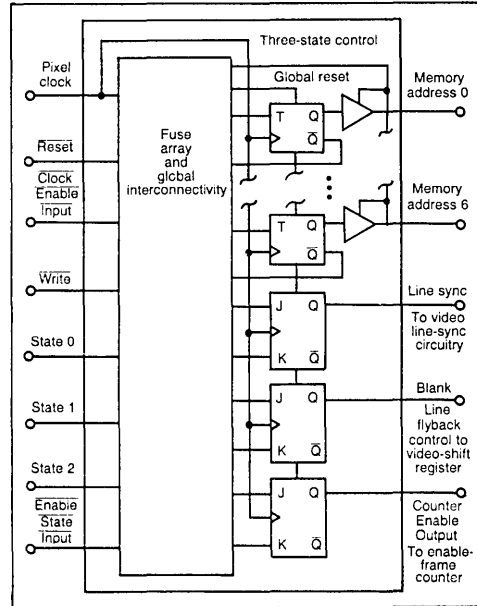 Three-state control
Pixel
clock
Global reset
Memory
address 0
T Q
Q̅
Fuse
array
and
global
interconnectivity
Reset
Clock
Enable
Input
Memory
address 6
T Q
Q̅
Write
J Q
K Q̅
Line sync
To video
line-sync
circuitry
State 0
State 1
J Q
K Q̅
Blank
Line
flyback
control to
video-shift
register
State 2
J Q
K Q̅
Enable
State
Input
Counter
Enable
Output
To enable-
frame
counter